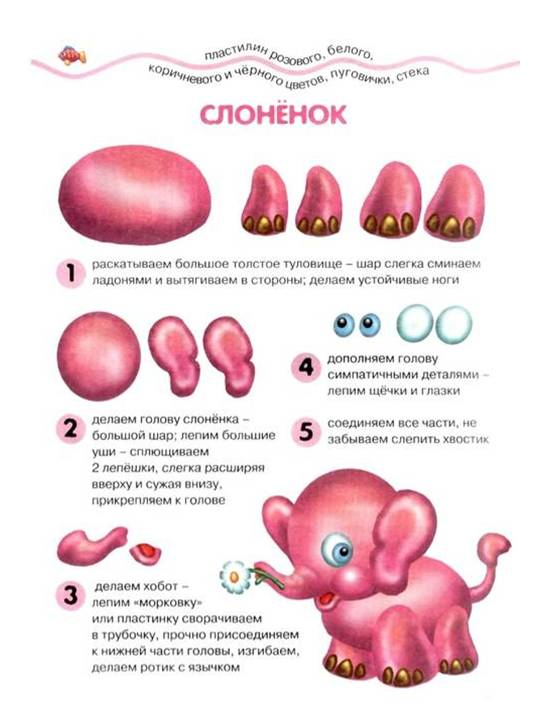 пластилин розового, белого,
коричневого и чёрного цветов, пуговички, стека
СЛОНЁНОК
1
раскатываем большое толстое туловище – шар слегка сминаем
ладонями и вытягиваем в стороны; делаем устойчивые ноги
2
делаем голову слонёнка –
большой шар; лепим большие
уши – сплющиваем
2 лепёшки, слегка расширяя
вверху и сужая внизу,
прикрепляем к голове
3
делаем хобот –
лепим «морковку»
или пластинку сворачиваем
в трубочку, прочно присоединяем
к нижней части головы, изгибаем,
делаем ротик с язычком
4
дополняем голову
симпатичными деталями –
лепим щёчки и глазки
5
соединяем все части, не
забываем слепить хвостик